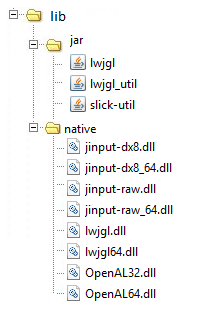 lib
jar
lwjgl
lwjgl_util
slick-util
native
jinput-dx8.dll
jinput-dx8_64.dll
jinput-raw.dll
jinput-raw_64.dll
lwjgl.dll
lwjgl64.dll
OpenAL32.dll
OpenAL64.dll